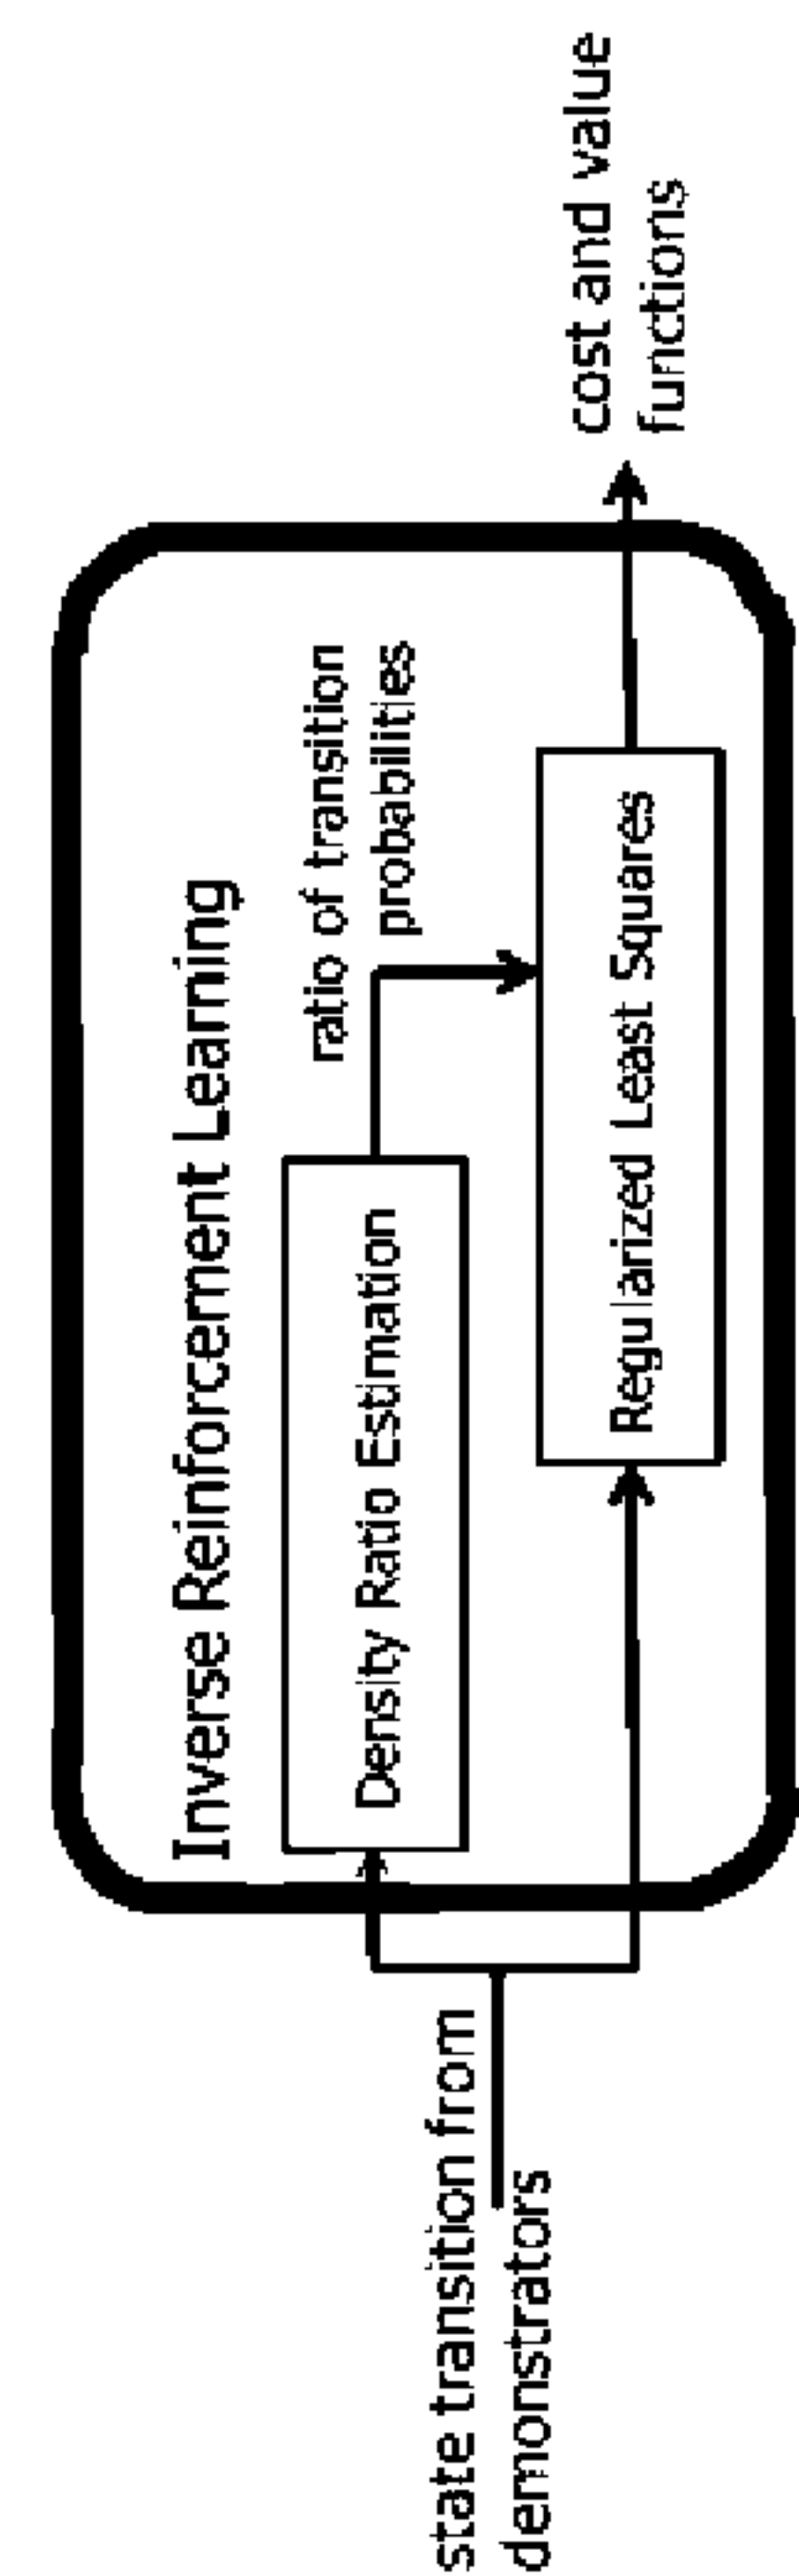 Inverse Reinforcement Learning
state transition from
demonstrators
Density Ratio Estimation
ratio of transition
probabilities
Regularized Least Squares
cost and value
functions